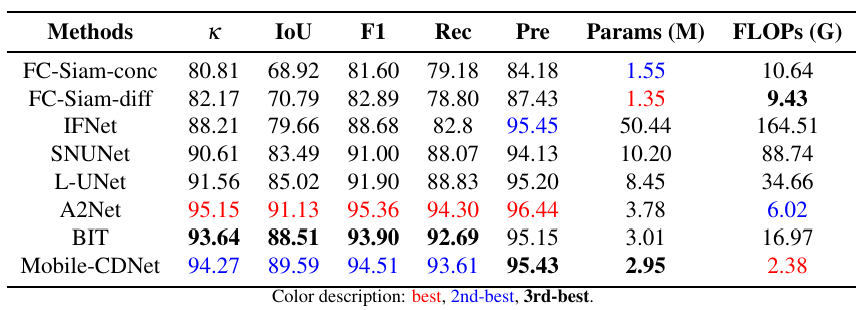 Methods κ IoU F1 Rec Pre Params (M) FLOPs (G)
FC-Siam-conc 80.81 68.92 81.60 79.18 84.18 1.55 10.64
FC-Siam-diff 82.17 70.79 82.89 78.80 87.43 1.35 9.43
IFNet 88.21 79.66 88.68 82.8 95.45 50.44 164.51
SNUNet 90.61 83.49 91.00 88.07 94.13 10.20 88.74
L-UNet 91.56 85.02 91.90 88.83 95.20 8.45 34.66
A2Net 95.15 91.13 95.36 94.30 96.44 3.78 6.02
BIT 93.64 88.51 93.90 92.69 95.15 3.01 16.97
Mobile-CDNet 94.27 89.59 94.51 93.61 95.43 2.95 2.38
Color description: best, 2nd-best, 3rd-best.